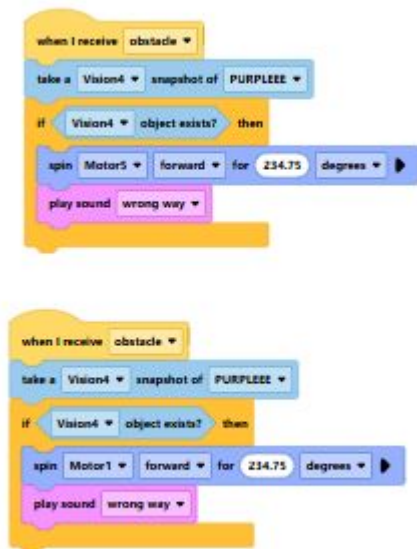 when I receive obstacle
take a Vision4 snapshot of PURPLEEE
if Vision4 object exists? then
spin Motor5 forward for 234.75 degrees
play sound wrong way
when I receive obstacle
take a Vision4 snapshot of PURPLEEE
if Vision4 object exists? then
spin Motor1 forward for 234.75 degrees
play sound wrong way